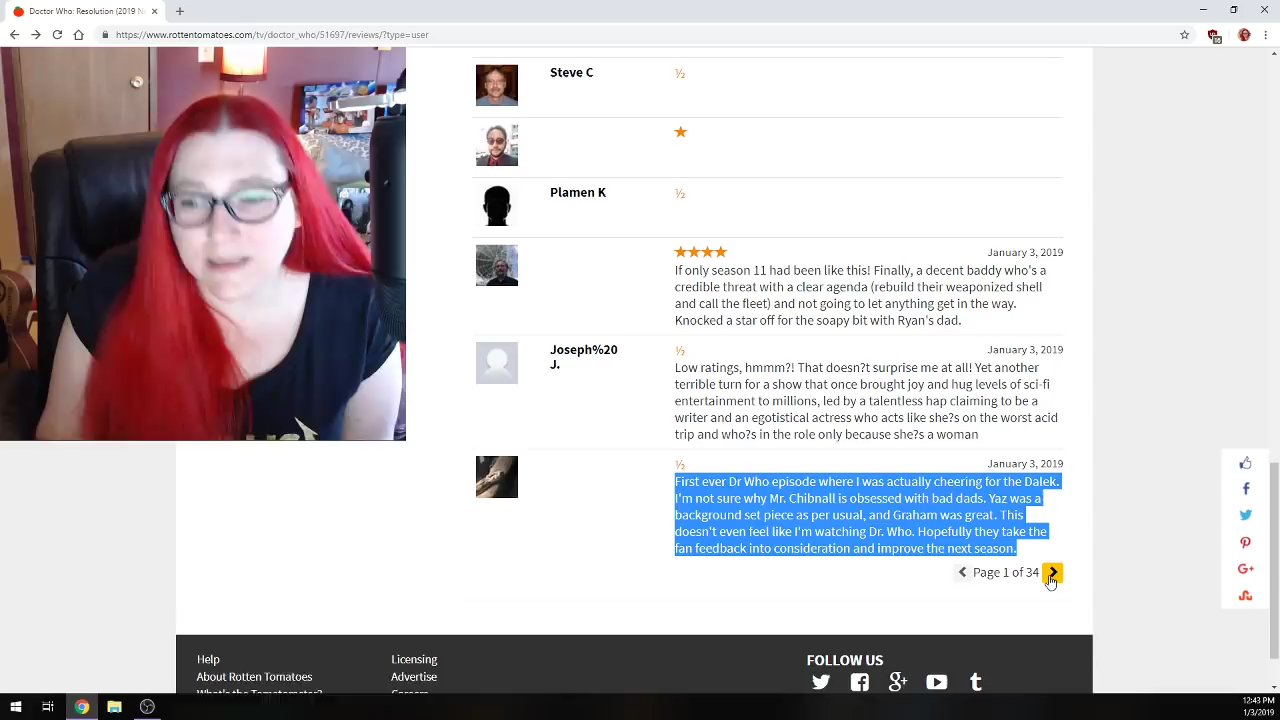 Doctor Who: Resolution (2019 N
https://www.rottentomatoes.com/tv/doctor_who/51697/reviews/?type=user
Steve C
½
Plamen K
½
January 3, 2019
If only season 11 had been like this! Finally, a decent baddy who's a
credible threat with a clear agenda (rebuild their weaponized shell
and call the fleet) and not going to let anything get in the way.
Knocked a star off for the soapy bit with Ryan's dad.
Joseph%20
J.
½
January 3, 2019
Low ratings, hmmm?! That doesn?t surprise me at all! Yet another
terrible turn for a show that once brought joy and hug levels of sci-fi
entertainment to millions, led by a talentless hap claiming to be a
writer and an egotistical actress who acts like she?s on the worst acid
trip and who?s in the role only because she?s a woman
½
January 3, 2019
First ever Dr Who episode where I was actually cheering for the Dalek.
I'm not sure why Mr. Chibnall is obsessed with bad dads. Yaz was a
background set piece as per usual, and Graham was great. This
doesn't even feel like I'm watching Dr. Who. Hopefully they take the
fan feedback into consideration and improve the next season.
Page 1 of 34
Help
Licensing
FOLLOW US
About Rotten Tomatoes
Advertise
What's the Tomatometer?
Careers
12:43 PM
1/3/2019